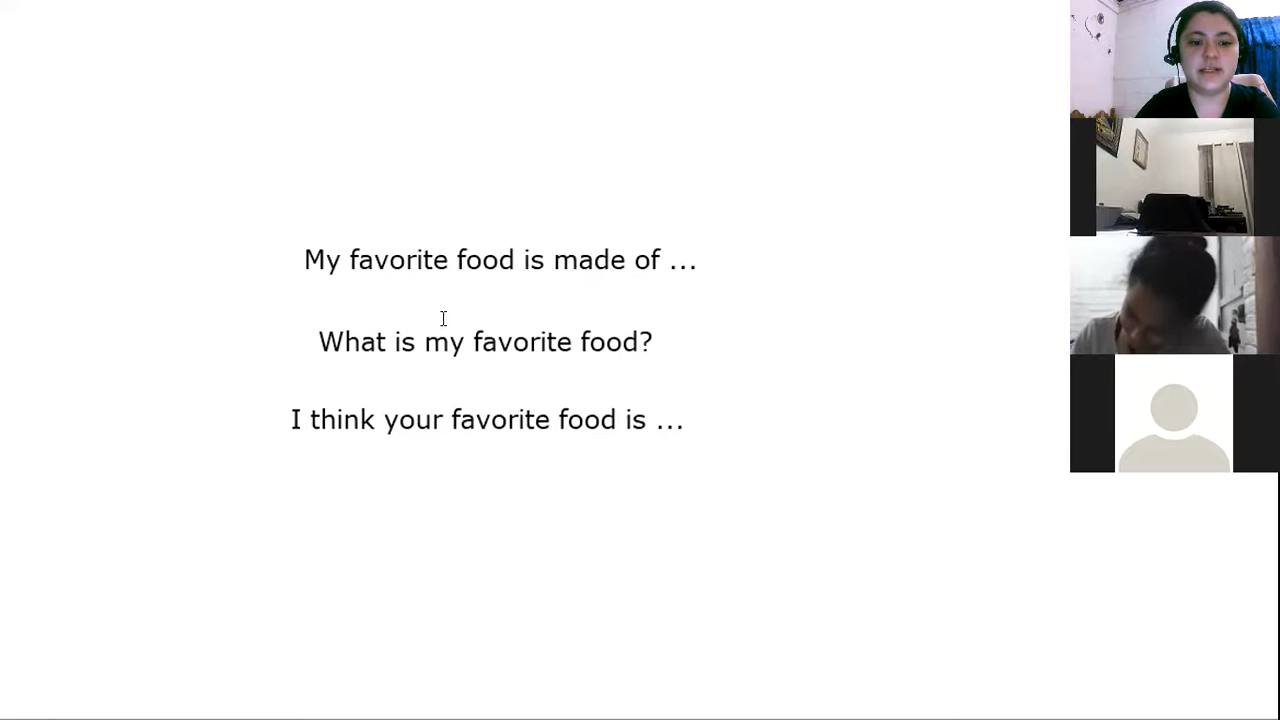 My favorite food is made of ...
What is my favorite food?
I think your favorite food is ...